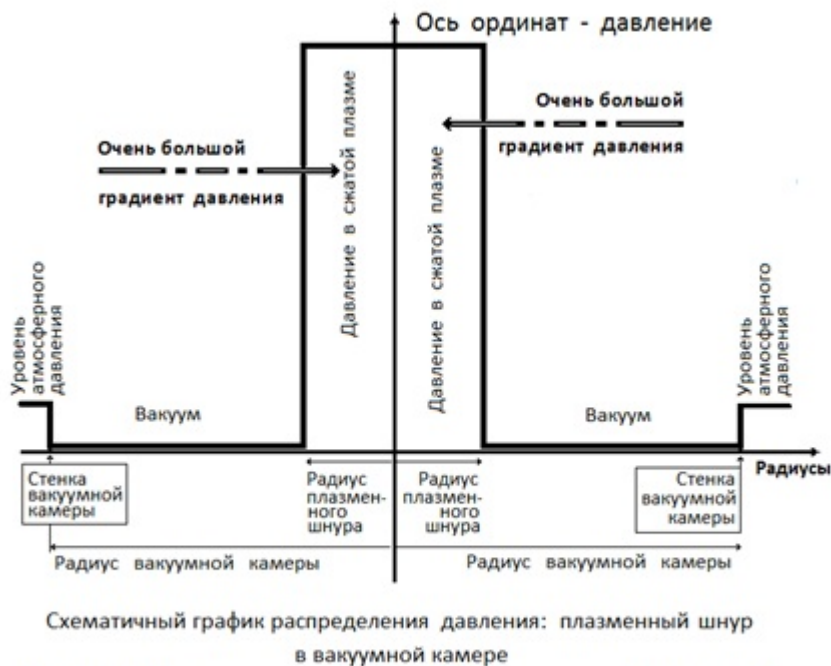 Ось ординат - давление
Очень большой
градиент давления
Очень большой
градиент давления
Давление в сжатой плазме
Давление в сжатой плазме
Уровень
атмосферного
давления
Уровень
атмосферного
давления
Вакуум
Вакуум
Радиусы
Стенка
вакуумной
камеры
Радиус
плазмен-
ного
шнура
Радиус
плазмен-
ного
шнура
Стенка
вакуумной
камеры
Радиус вакуумной камеры
Радиус вакуумной камеры
Схематичный график распределения давления: плазменный шнур
в вакуумной камере